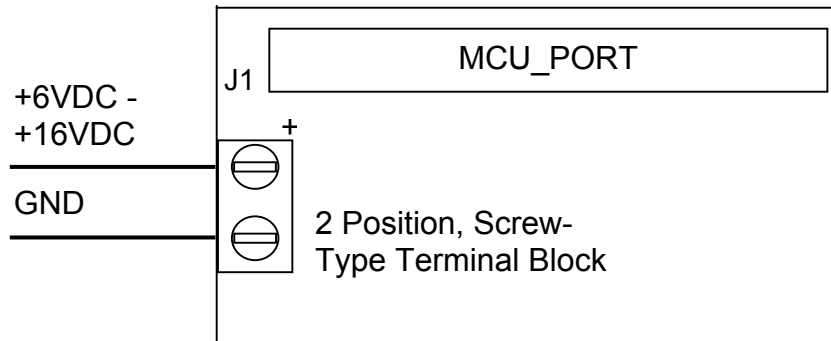 MCU_PORT
J1
+6VDC -
+16VDC
+
GND
2 Position, Screw-
Type Terminal Block